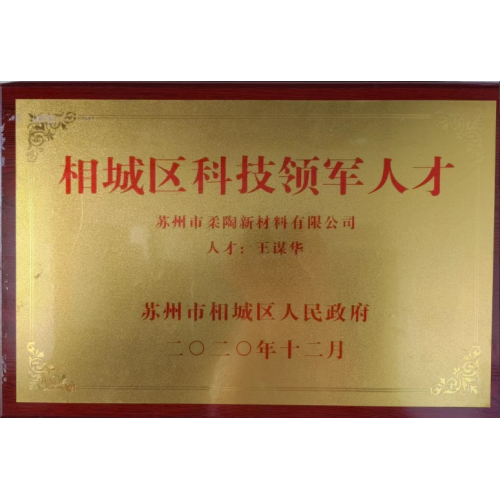 相城区科技领军人才
苏州市柔陶新材料有限公司
人才：王谋华
苏州市相城区人民政府
二〇二〇年十二月